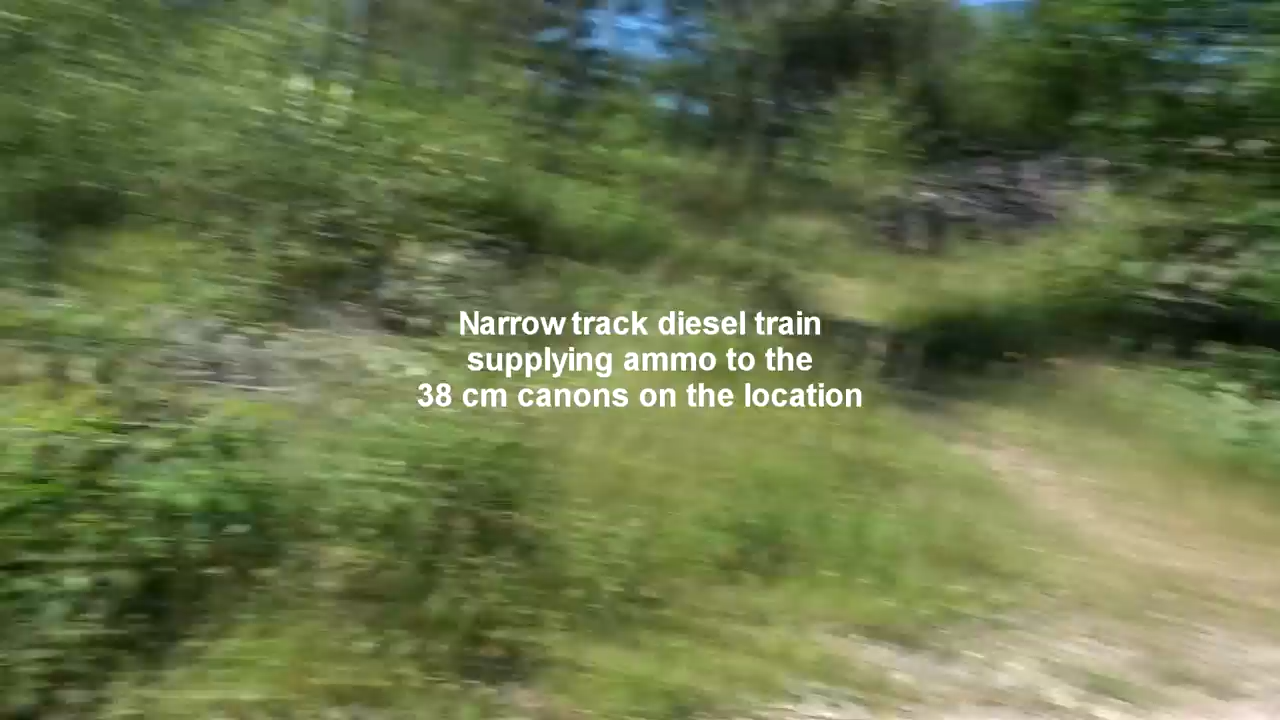 Narrow track diesel train
supplying ammo to the
38 cm canons on the location